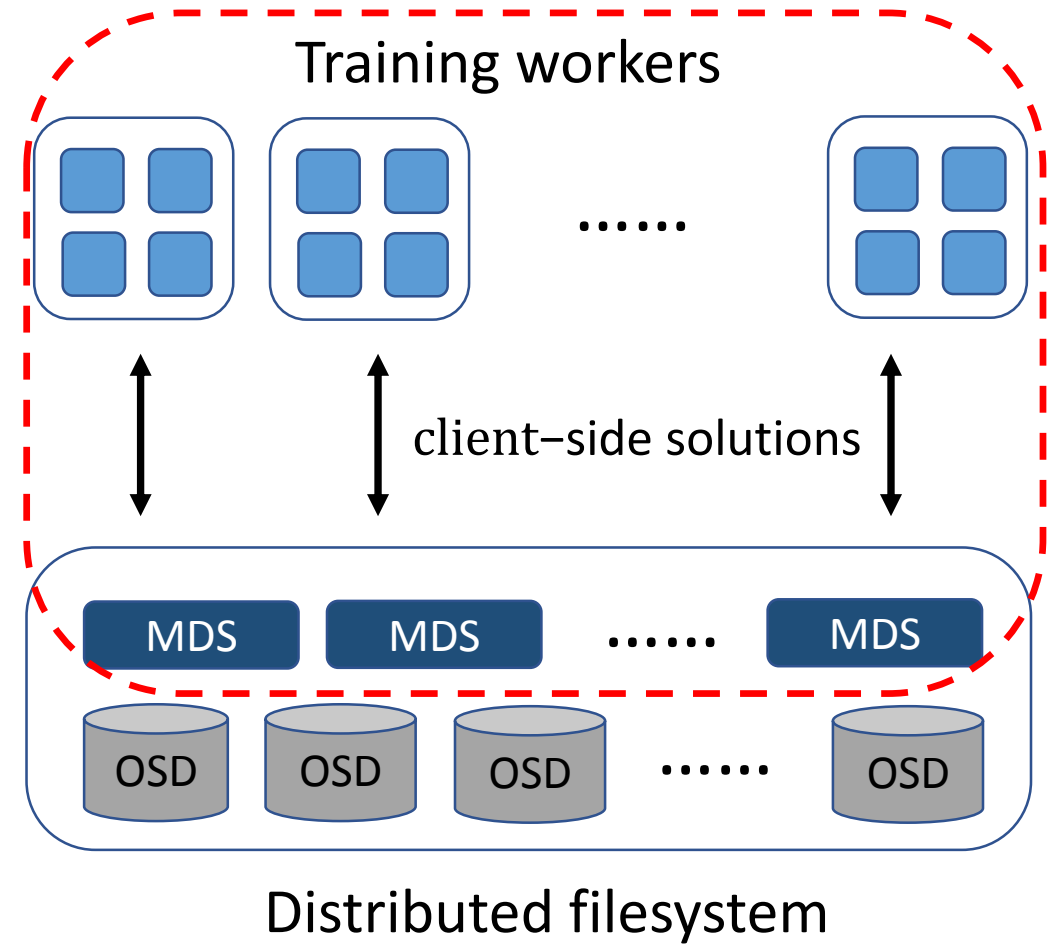 Training workers
……
client–side solutions
MDS MDS …… MDS
OSD OSD OSD …… OSD
Distributed filesystem